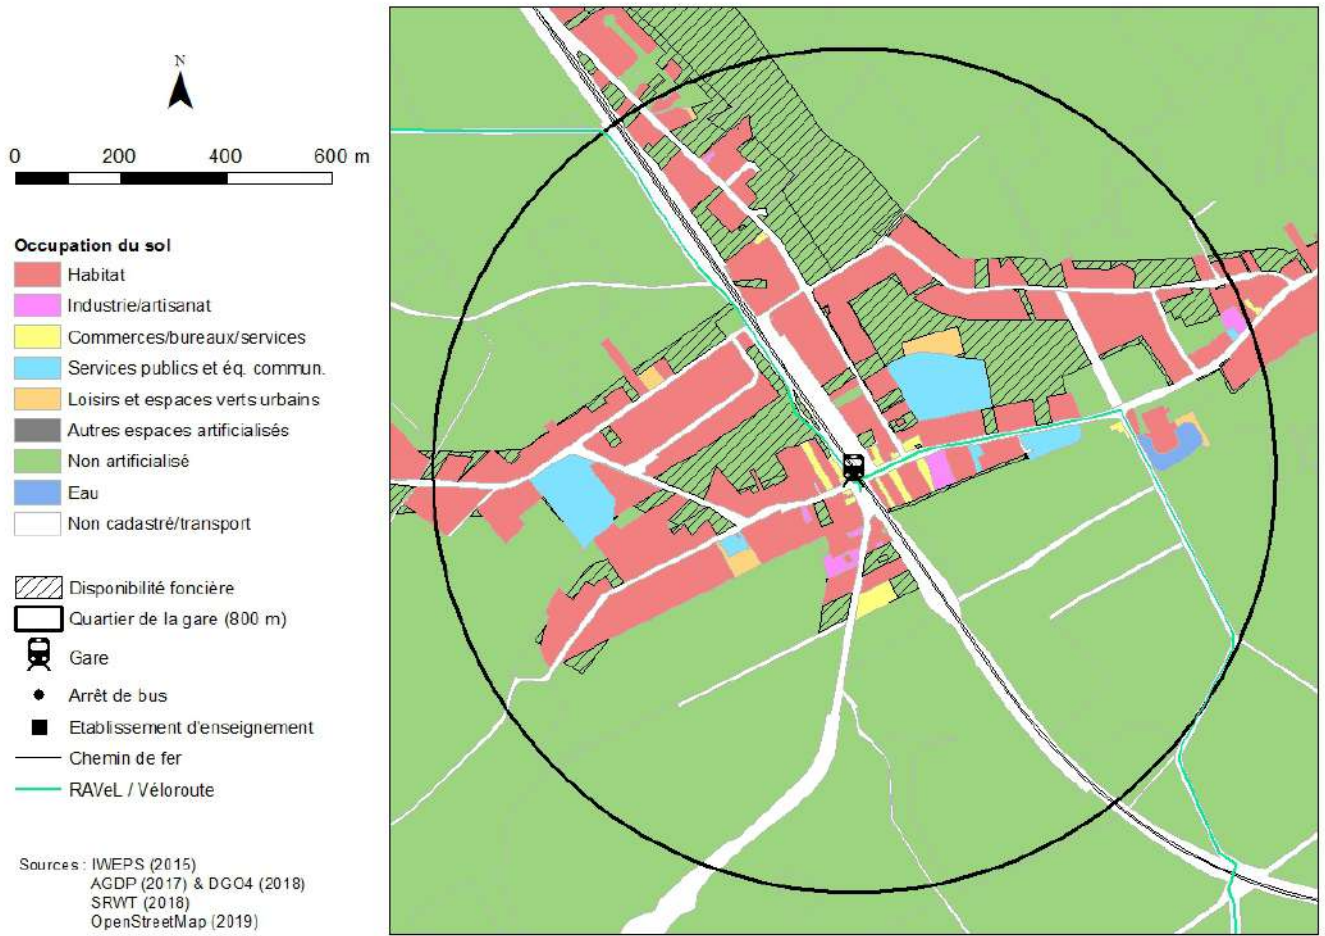 N
0 200 400 600 m
Occupation du sol
Habitat
Industrie/artisanat
Commerces/bureaux/services
Services publics et éq. commun.
Loisirs et espaces verts urbains
Autres espaces artificialisés
Non artificialisé
Eau
Non cadastré/transport
Disponibilité foncière
Quartier de la gare (800 m)
Gare
Arrêt de bus
Etablissement d'enseignement
Chemin de fer
RAVeL / Véloroute
Sources : IWEPS (2015)
AGDP (2017) & DGO4 (2018)
SRWT (2018)
OpenStreetMap (2019)